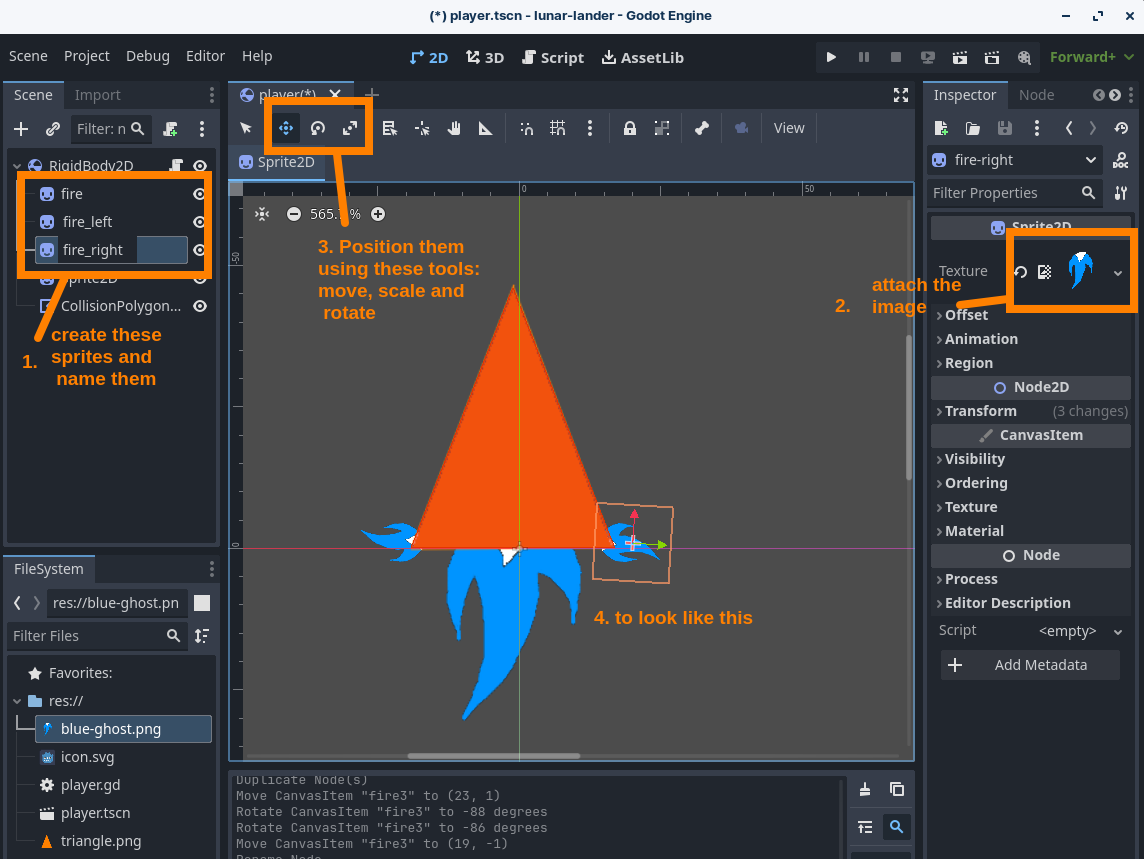 (*) player.tscn - lunar-lander - Godot Engine
Scene Project Debug Editor Help
2D 3D Script AssetLib
Forward+
Scene Import
Filter: n
RigidBody2D
fire
fire_left
fire_right
Sprite2D
CollisionPolygon...
1. create these
sprites and
name them
FileSystem
res://blue-ghost.pn
Filter Files
Favorites:
res://
blue-ghost.png
icon.svg
player.gd
player.tscn
triangle.png
player(*)
View
Sprite2D
0
50
-50
0
3. Position them
using these tools:
move, scale and
rotate
4. to look like this
Duplicate Node(s)
Move CanvasItem "fire3" to (23, 1)
Rotate CanvasItem "fire3" to -88 degrees
Rotate CanvasItem "fire3" to -86 degrees
Move CanvasItem "fire3" to (19, -1)
Rename Node
Inspector Node
fire-right
Filter Properties
Sprite2D
Texture
2. attach the
image
Offset
Animation
Region
Node2D
Transform (3 changes)
CanvasItem
Visibility
Ordering
Texture
Material
Node
Process
Editor Description
Script <empty>
Add Metadata